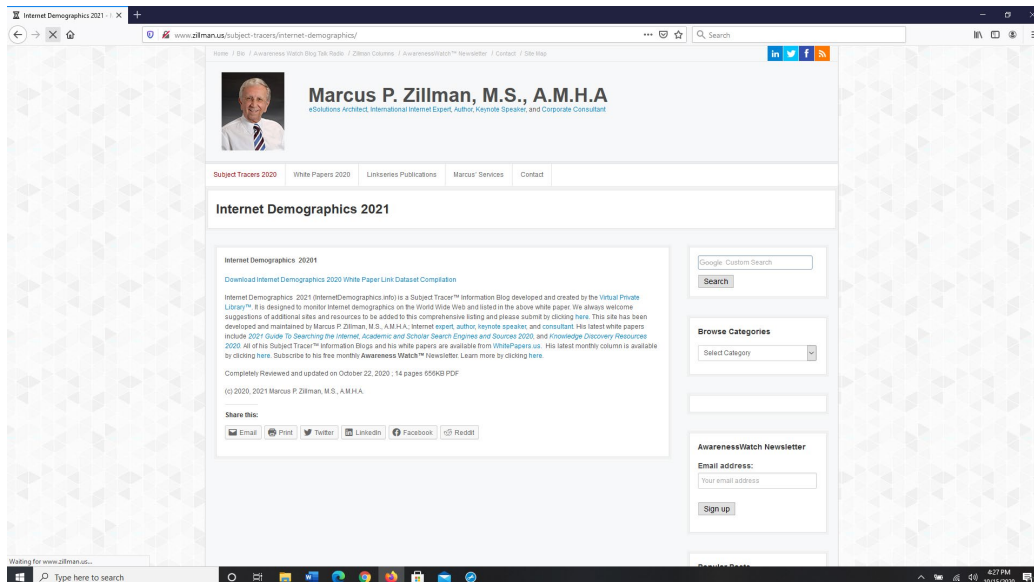 Internet Demographics 2021 -
www.zillman.us/subject-tracers/internet-demographics/
Search
Home / Bio / Awareness Watch Blog Talk Radio / Zillman Columns / AwarenessWatch™ Newsletter / Contact / Site Map
Marcus P. Zillman, M.S., A.M.H.A
eSolutions Architect, International Internet Expert, Author, Keynote Speaker, and Corporate Consultant
Subject Tracers 2020 White Papers 2020 Linkseries Publications Marcus' Services Contact
Internet Demographics 2021
Internet Demographics 20201
Download Internet Demographics 2020 White Paper Link Dataset Compilation
Internet Demographics 2021 (InternetDemographics.info) is a Subject Tracer™ Information Blog developed and created by the Virtual Private
Library™. It is designed to monitor Internet demographics on the World Wide Web and listed in the above white paper. We always welcome
suggestions of additional sites and resources to be added to this comprehensive listing and please submit by clicking here. This site has been
developed and maintained by Marcus P. Zillman, M.S., A.M.H.A.; Internet expert, author, keynote speaker, and consultant. His latest white papers
include 2021 Guide To Searching the Internet, Academic and Scholar Search Engines and Sources 2020, and Knowledge Discovery Resources
2020. All of his Subject Tracer™ Information Blogs and his white papers are available from WhitePapers.us. His latest monthly column is available
by clicking here. Subscribe to his free monthly Awareness Watch™ Newsletter. Learn more by clicking here.
Completely Reviewed and updated on October 22, 2020 ; 14 pages 656KB PDF
(c) 2020, 2021 Marcus P. Zillman, M.S., A.M.H.A.
Share this:
Email Print Twitter LinkedIn Facebook Reddit
Google Custom Search
Search
Browse Categories
Select Category
AwarenessWatch Newsletter
Email address:
Your email address
Sign up
Waiting for www.zillman.us...
Type here to search
4:27 PM
10/15/2020